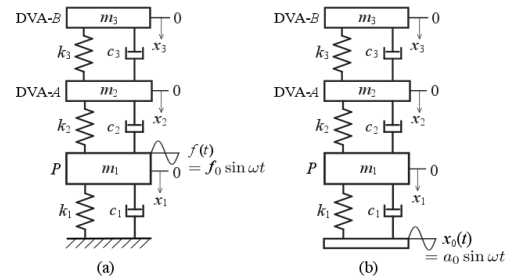 DVA-B m₃ 0
k₃ c₃ x₃
DVA-A m₂ 0
k₂ c₂ x₂
f(t)
P m₁ 0 = f₀ sin ωt
k₁ c₁ x₁
(a)
DVA-B m₃ 0
k₃ c₃ x₃
DVA-A m₂ 0
k₂ c₂ x₂
P m₁ 0
k₁ c₁ x₁
x₀(t)
= a₀ sin ωt
(b)